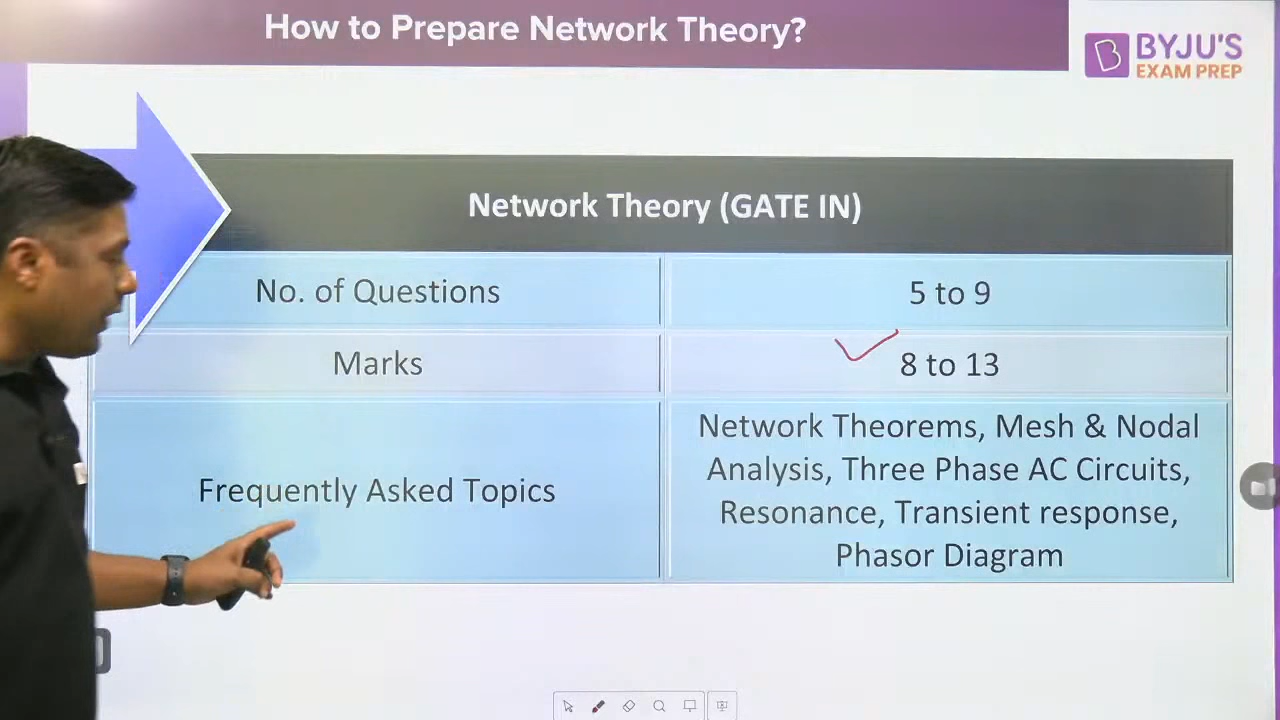 How to Prepare Network Theory?
BYJU'S
EXAM PREP
Network Theory (GATE IN)
No. of Questions
5 to 9
Marks
8 to 13
Frequently Asked Topics
Network Theorems, Mesh & Nodal
Analysis, Three Phase AC Circuits,
Resonance, Transient response,
Phasor Diagram